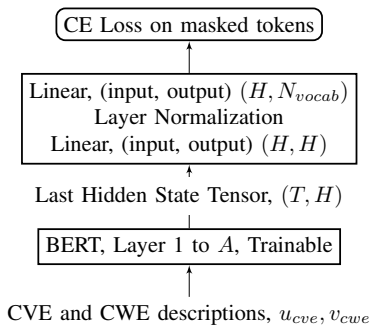 CE Loss on masked tokens
Linear, (input, output) (H, N_vocab)
Layer Normalization
Linear, (input, output) (H, H)
Last Hidden State Tensor, (T, H)
BERT, Layer 1 to A, Trainable
CVE and CWE descriptions, u_cve, v_cwe